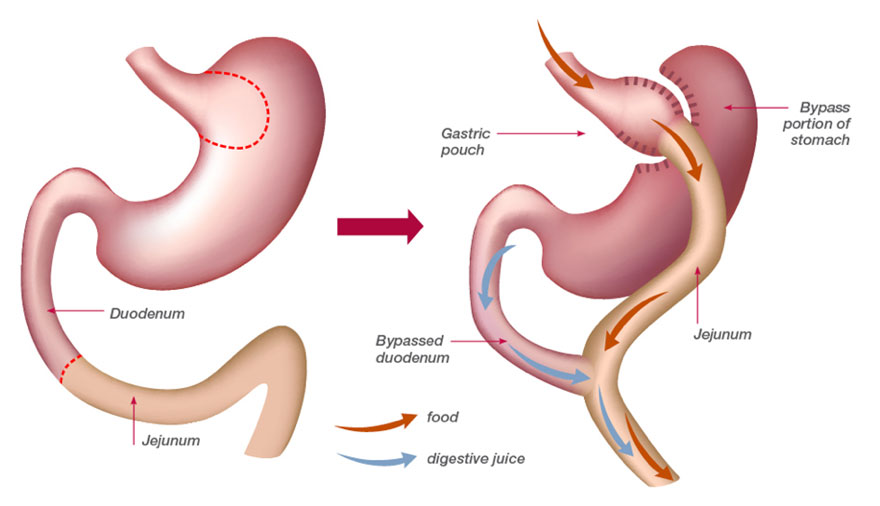 Duodenum
Jejunum
Gastric
pouch
Bypass
portion of
stomach
Bypassed
duodenum
Jejunum
food
digestive juice